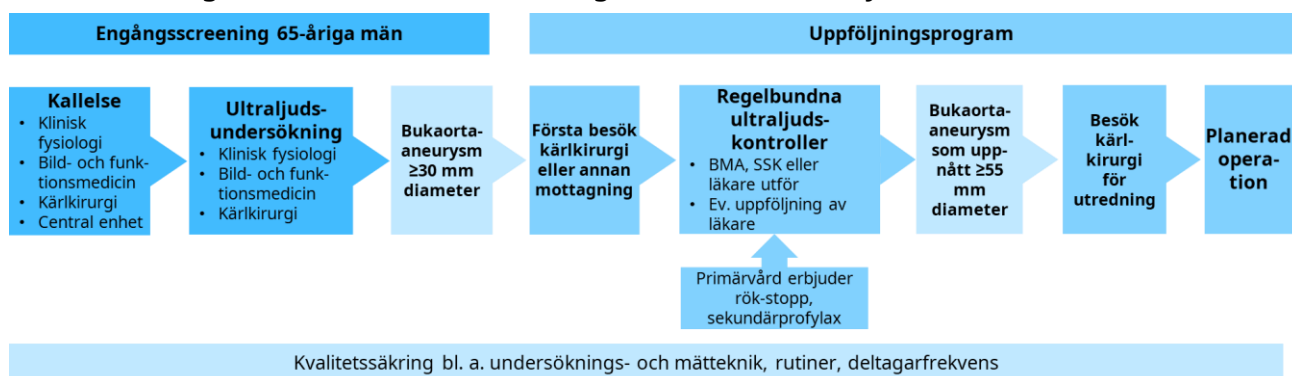 Engångsscreening 65-åriga män
Uppföljningsprogram
Kallelse
• Klinisk
fysiologi
• Bild- och funk-
tionsmedicin
• Kärlkirurgi
• Central enhet
Ultraljuds-
undersökning
• Klinisk fysiologi
• Bild- och funk-
tionsmedicin
• Kärlkirurgi
Bukaorta-
aneurysm
≥30 mm
diameter
Första besök
kärlkirurgi
eller annan
mottagning
Regelbundna
ultraljuds-
kontroller
• BMA, SSK eller
läkare utför
• Ev. uppföljning av
läkare
Bukaorta-
aneurysm
som upp-
nått ≥55
mm
diameter
Besök
kärl-
kirurgi
för
utredning
Planerad
opera-
tion
Primärvård erbjuder
rök-stopp,
sekundärprofylax
Kvalitetssäkring bl. a. undersöknings- och mätteknik, rutiner, deltagarfrekvens